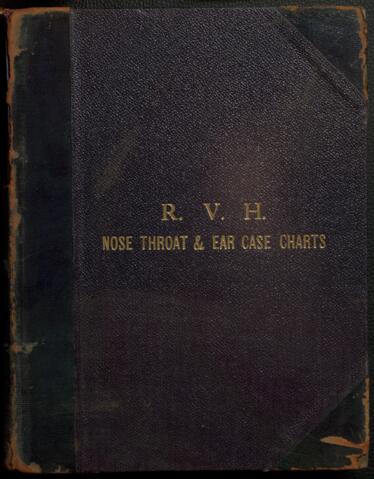 R. V. H.
NOSE THROAT & EAR CASE CHARTS